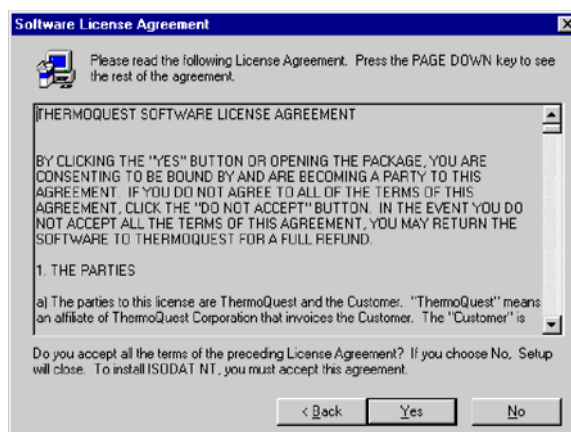 Software License Agreement
Please read the following License Agreement. Press the PAGE DOWN key to see
the rest of the agreement.
THERMOQUEST SOFTWARE LICENSE AGREEMENT
BY CLICKING THE "YES" BUTTON OR OPENING THE PACKAGE, YOU ARE
CONSENTING TO BE BOUND BY AND ARE BECOMING A PARTY TO THIS
AGREEMENT. IF YOU DO NOT AGREE TO ALL OF THE TERMS OF THIS
AGREEMENT, CLICK THE "DO NOT ACCEPT" BUTTON. IN THE EVENT YOU DO
NOT ACCEPT ALL THE TERMS OF THIS AGREEMENT, YOU MAY RETURN THE
SOFTWARE TO THERMOQUEST FOR A FULL REFUND.
1. THE PARTIES
a) The parties to this license are ThermoQuest and the Customer. "ThermoQuest" means
an affiliate of ThermoQuest Corporation that invoices the Customer. The "Customer" is
Do you accept all the terms of the preceding License Agreement? If you choose No, Setup
will close. To install ISODAT NT, you must accept this agreement.
< Back Yes No